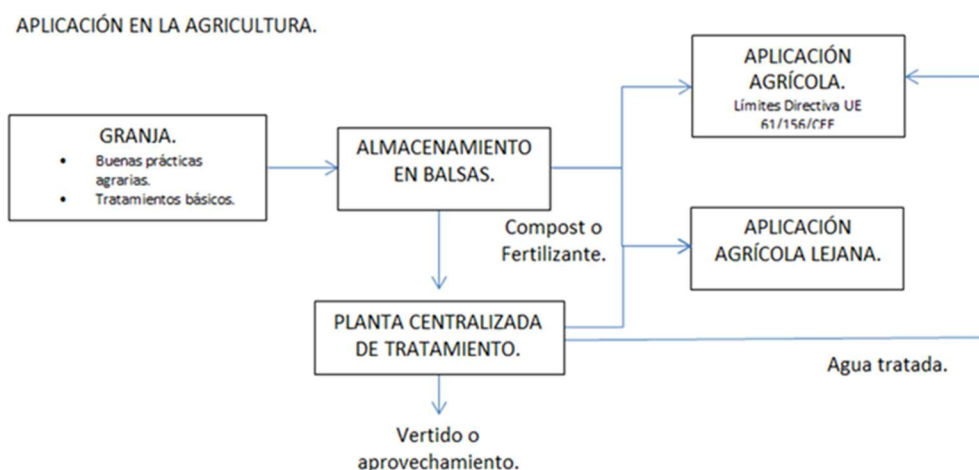 APLICACIÓN EN LA AGRICULTURA.
GRANJA.
• Buenas prácticas
agrarias.
• Tratamientos básicos.
ALMACENAMIENTO
EN BALSAS.
APLICACIÓN
AGRÍCOLA.
Límites Directiva UE
61/156/CEE
Compost o
Fertilizante.
APLICACIÓN
AGRÍCOLA LEJANA.
PLANTA CENTRALIZADA
DE TRATAMIENTO.
Agua tratada.
Vertido o
aprovechamiento.